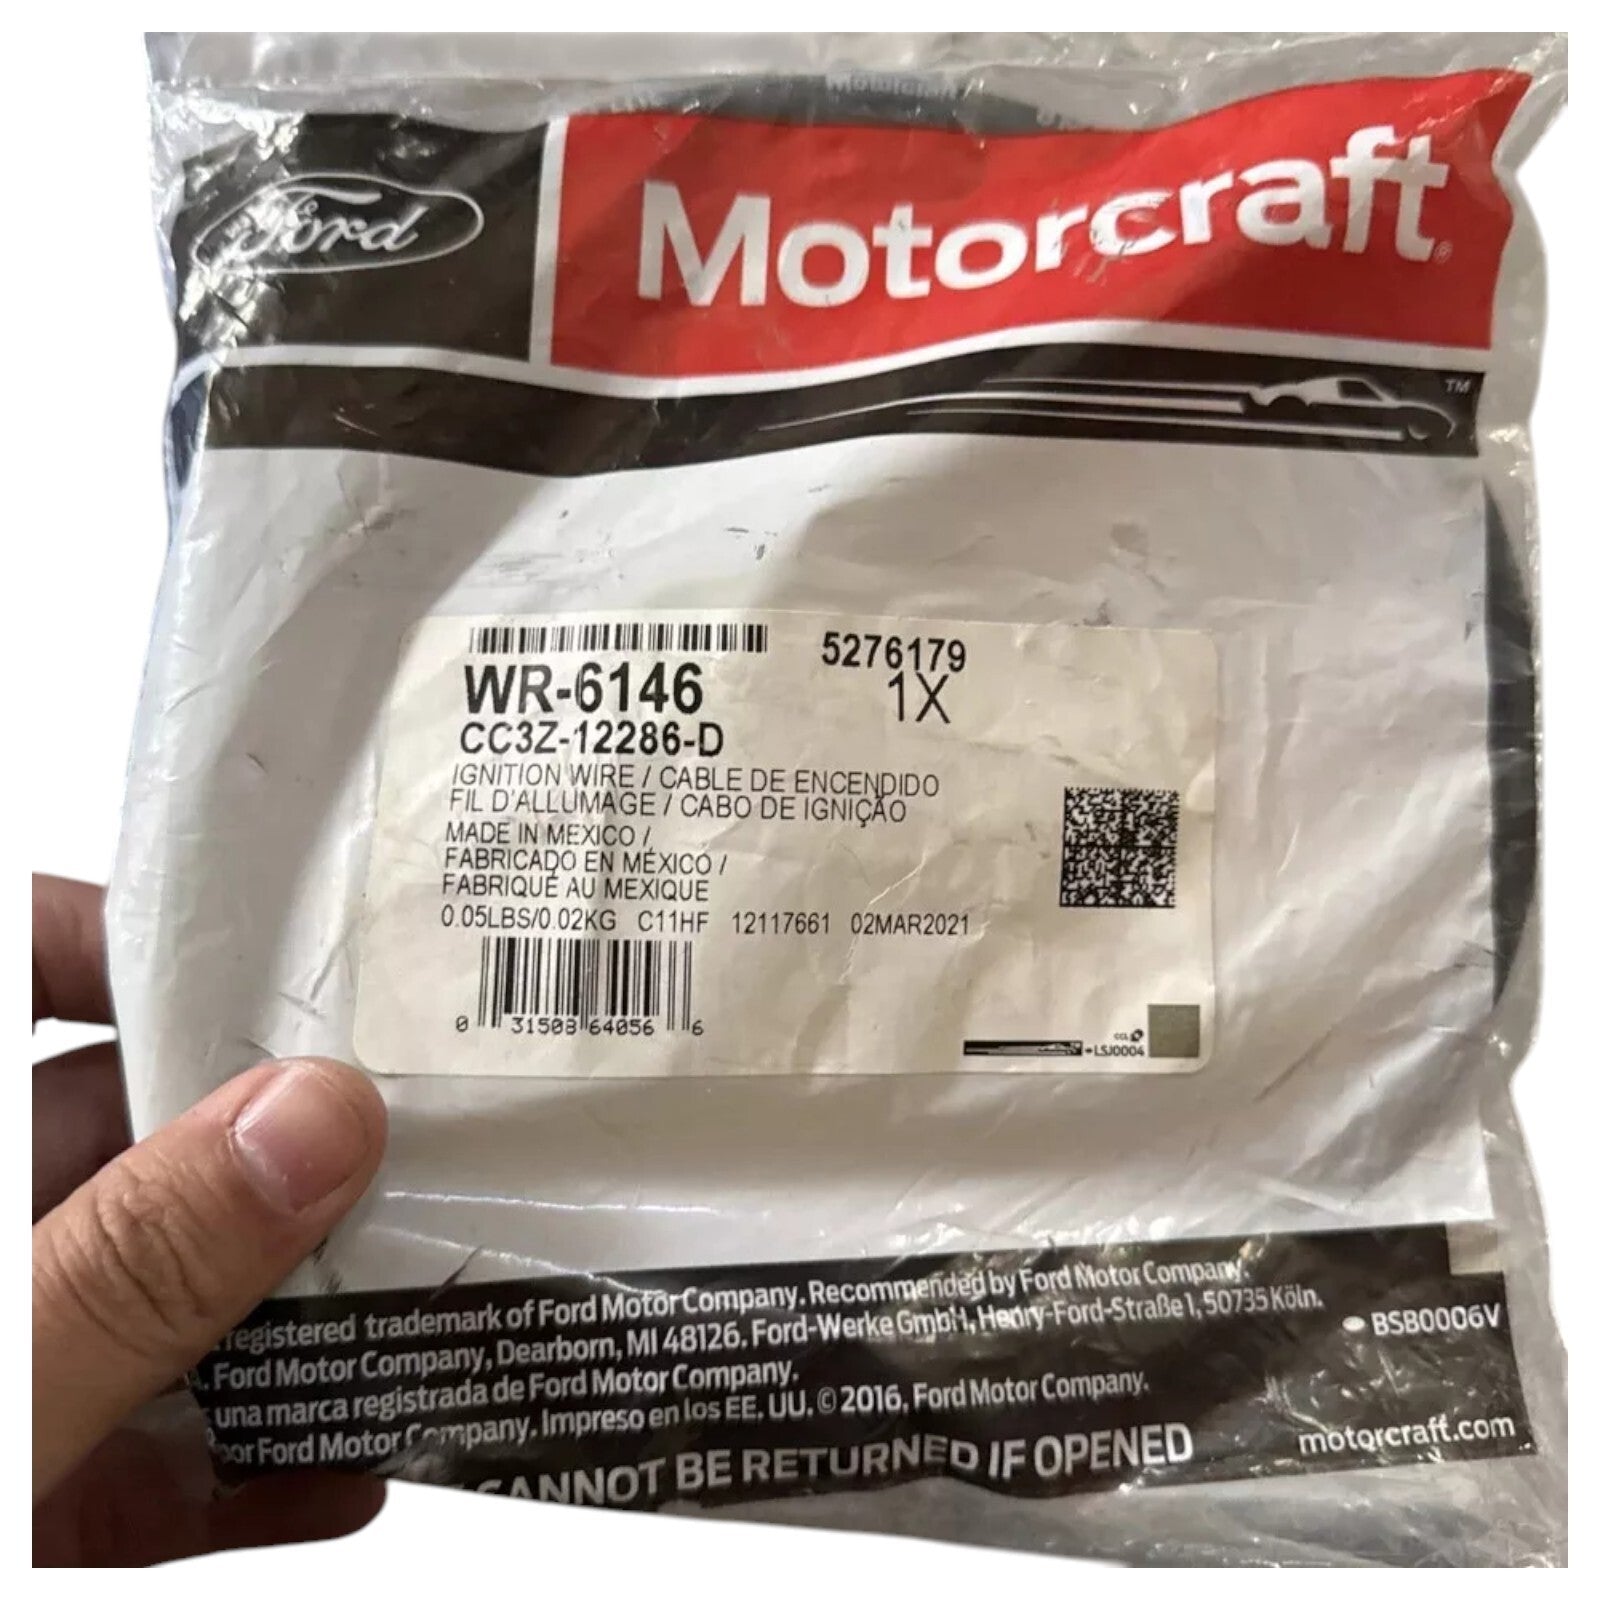 Motorcraft
Ford
Motorcraft®
TM
5276179
WR-6146
1X
CC3Z-12286-D
IGNITION WIRE / CABLE DE ENCENDIDO
FIL D'ALLUMAGE / CABO DE IGNIÇÃO
MADE IN MEXICO /
FABRICADO EN MÉXICO /
FABRIQUÉ AU MEXIQUE
0.05LBS/0.02KG C11HF 12117661 02MAR2021
0 31508 64056 6
CCL
LSJ0004
registered trademark of Ford Motor Company. Recommended by Ford Motor Company.
Ford Motor Company, Dearborn, MI 48126. Ford-Werke GmbH, Henry-Ford-Straße 1, 50735 Köln.
BSB0006V
una marca registrada de Ford Motor Company.
por Ford Motor Company. Impreso en los EE. UU. © 2016, Ford Motor Company.
motorcraft.com
CANNOT BE RETURNED IF OPENED